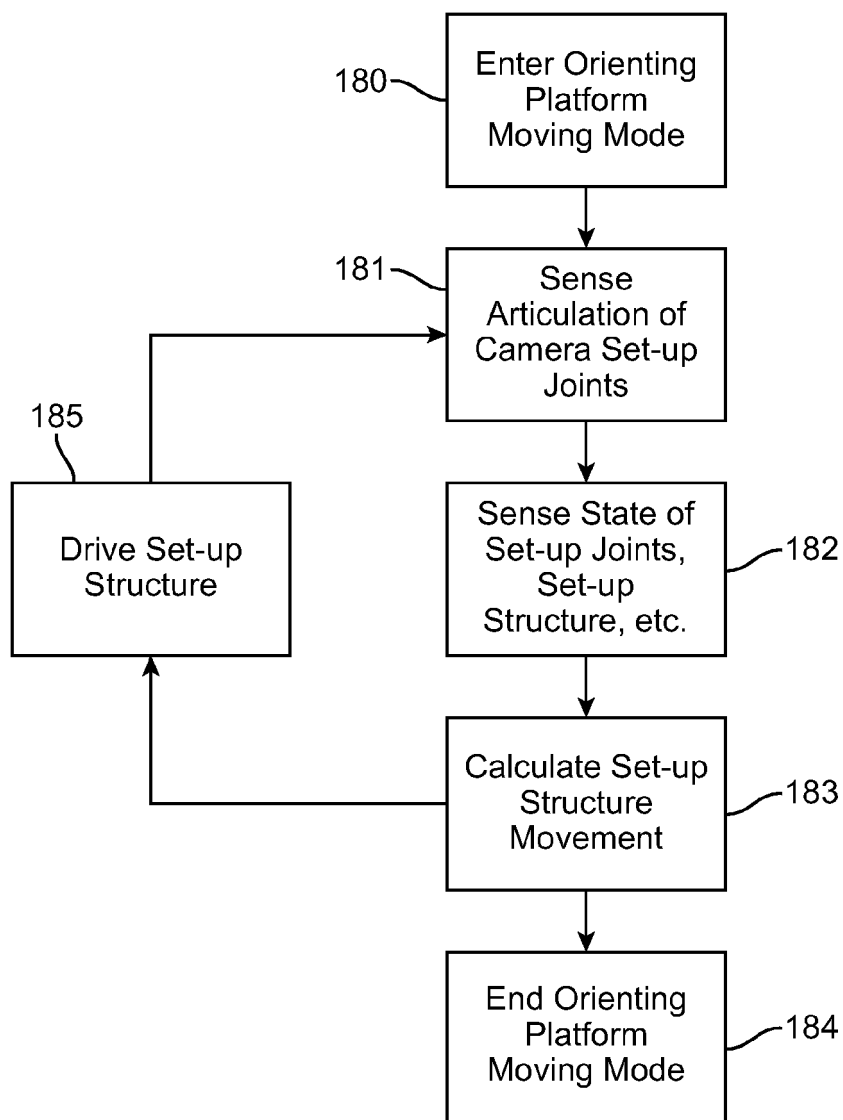 180
Enter Orienting
Platform
Moving Mode
181
Sense
Articulation of
Camera Set-up
Joints
185
Drive Set-up
Structure
Sense State of
Set-up Joints,
Set-up
Structure, etc.
182
Calculate Set-up
Structure
Movement
183
End Orienting
Platform
Moving Mode
184